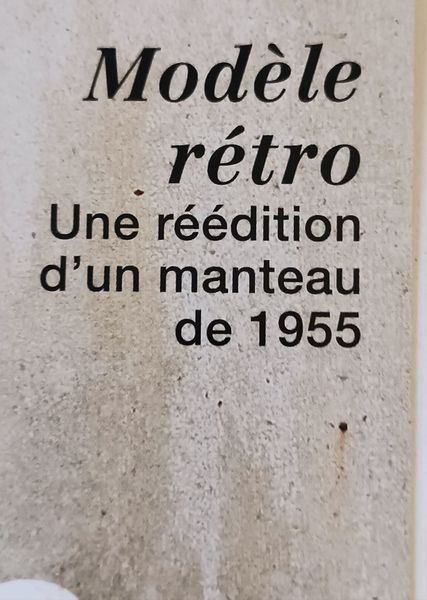 Modèle
rétro
Une réédition
d'un manteau
de 1955